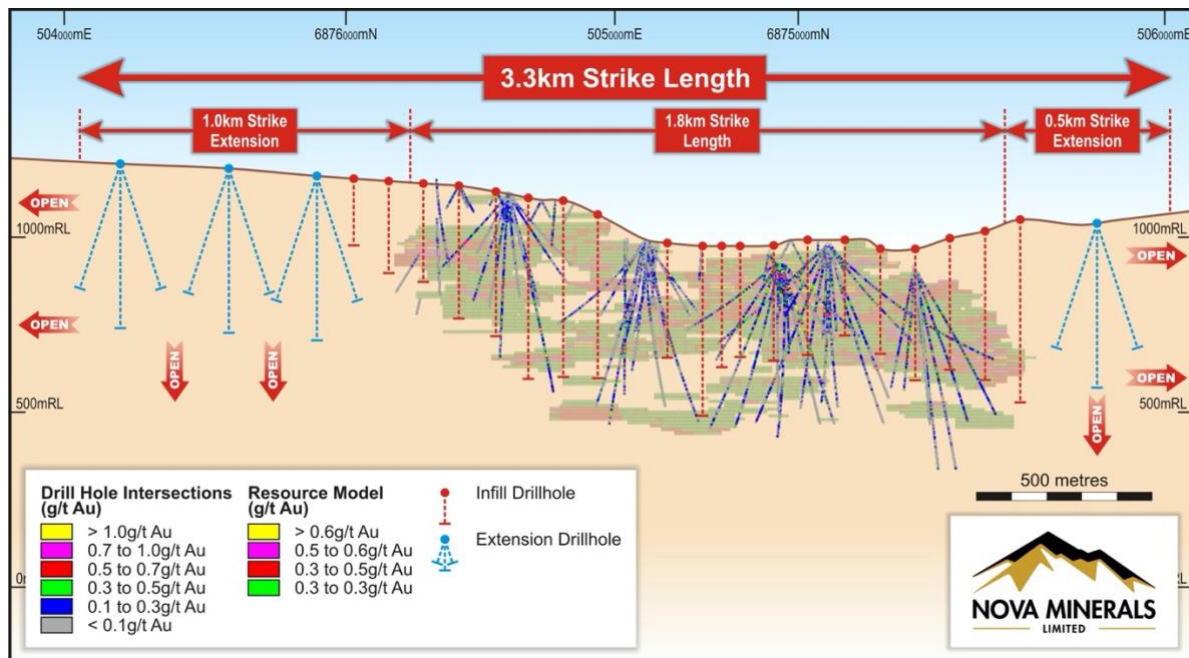 504000mE 6876000mN 505000mE 6875000mN 506000mE
3.3km Strike Length
1.0km Strike
Extension
1.8km Strike
Length
0.5km Strike
Extension
OPEN
1000mRL
1000mRL
OPEN
OPEN
OPEN
OPEN
OPEN
500mRL
500mRL
OPEN
Drill Hole Intersections
(g/t Au)
> 1.0g/t Au
0.7 to 1.0g/t Au
0.5 to 0.7g/t Au
0.3 to 0.5g/t Au
0.1 to 0.3g/t Au
< 0.1g/t Au
Resource Model
(g/t Au)
> 0.6g/t Au
0.5 to 0.6g/t Au
0.3 to 0.5g/t Au
0.3 to 0.3g/t Au
Infill Drillhole
Extension Drillhole
500 metres
NOVA MINERALS
LIMITED